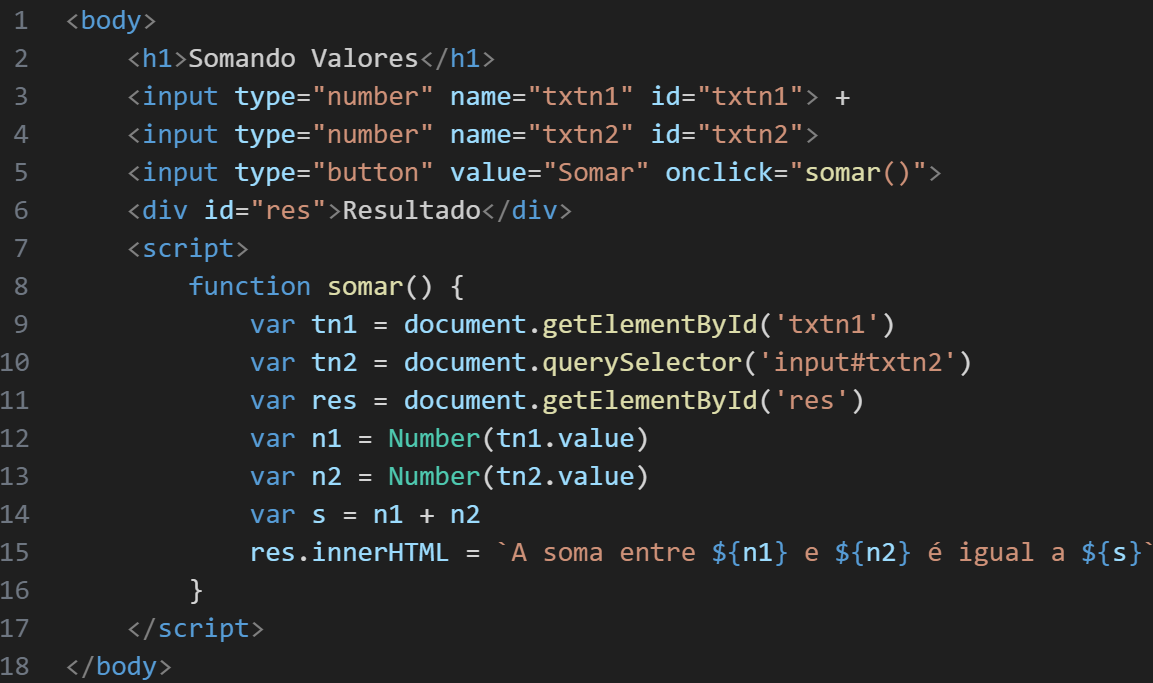 1 <body>
2     <h1>Somando Valores</h1>
3     <input type="number" name="txtn1" id="txtn1"> +
4     <input type="number" name="txtn2" id="txtn2">
5     <input type="button" value="Somar" onclick="somar()">
6     <div id="res">Resultado</div>
7     <script>
8         function somar() {
9             var tn1 = document.getElementById('txtn1')
10             var tn2 = document.querySelector('input#txtn2')
11             var res = document.getElementById('res')
12             var n1 = Number(tn1.value)
13             var n2 = Number(tn2.value)
14             var s = n1 + n2
15             res.innerHTML = `A soma entre ${n1} e ${n2} é igual a ${s}`
16         }
17     </script>
18 </body>